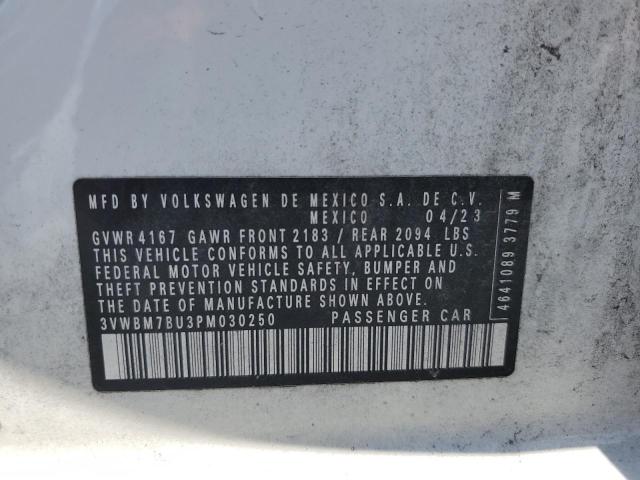 MFD BY VOLKSWAGEN DE MEXICO S.A. DE C.V.
MEXICO 04/23
GVWR 4167 GAWR FRONT 2183 / REAR 2094 LBS
THIS VEHICLE CONFORMS TO ALL APPLICABLE U.S.
FEDERAL MOTOR VEHICLE SAFETY, BUMPER AND
THEFT PREVENTION STANDARDS IN EFFECT ON
THE DATE OF MANUFACTURE SHOWN ABOVE.
3VWBM7BU3PM030250 PASSENGER CAR
4641089 3779 M